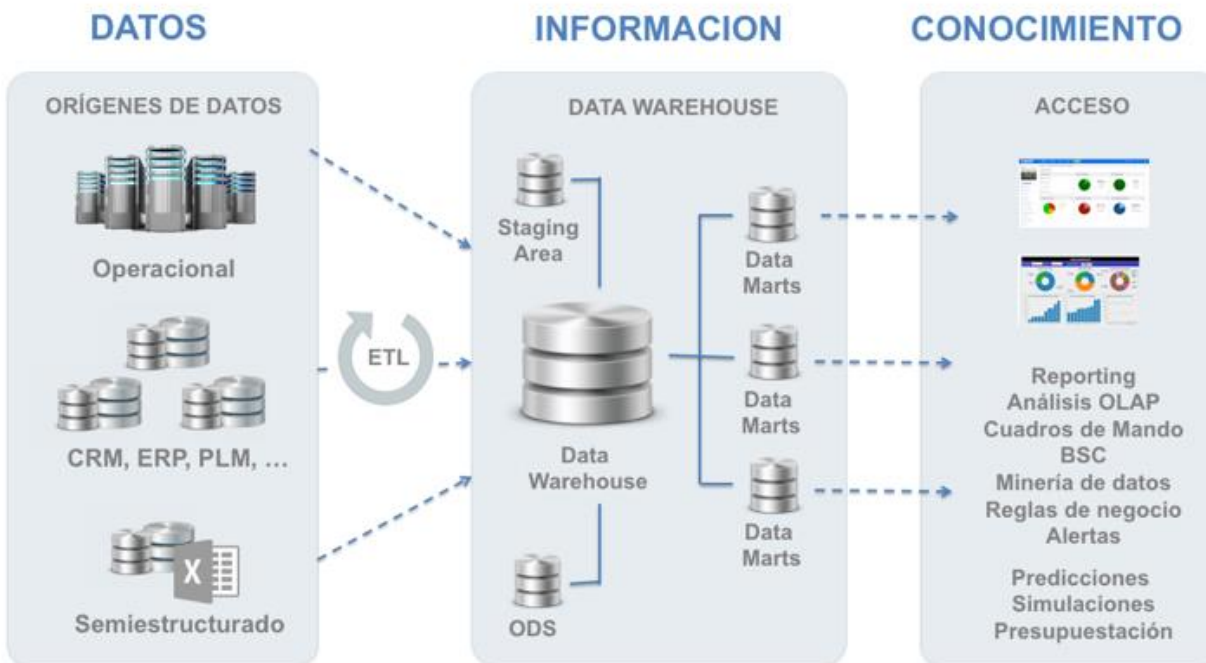 DATOS
INFORMACION
CONOCIMIENTO
ORÍGENES DE DATOS
Operacional
CRM, ERP, PLM, ...
X
Semiestructurado
ETL
DATA WAREHOUSE
Staging
Area
Data
Warehouse
ODS
Data
Marts
Data
Marts
Data
Marts
ACCESO
Reporting
Análisis OLAP
Cuadros de Mando
BSC
Minería de datos
Reglas de negocio
Alertas
Predicciones
Simulaciones
Presupuestación